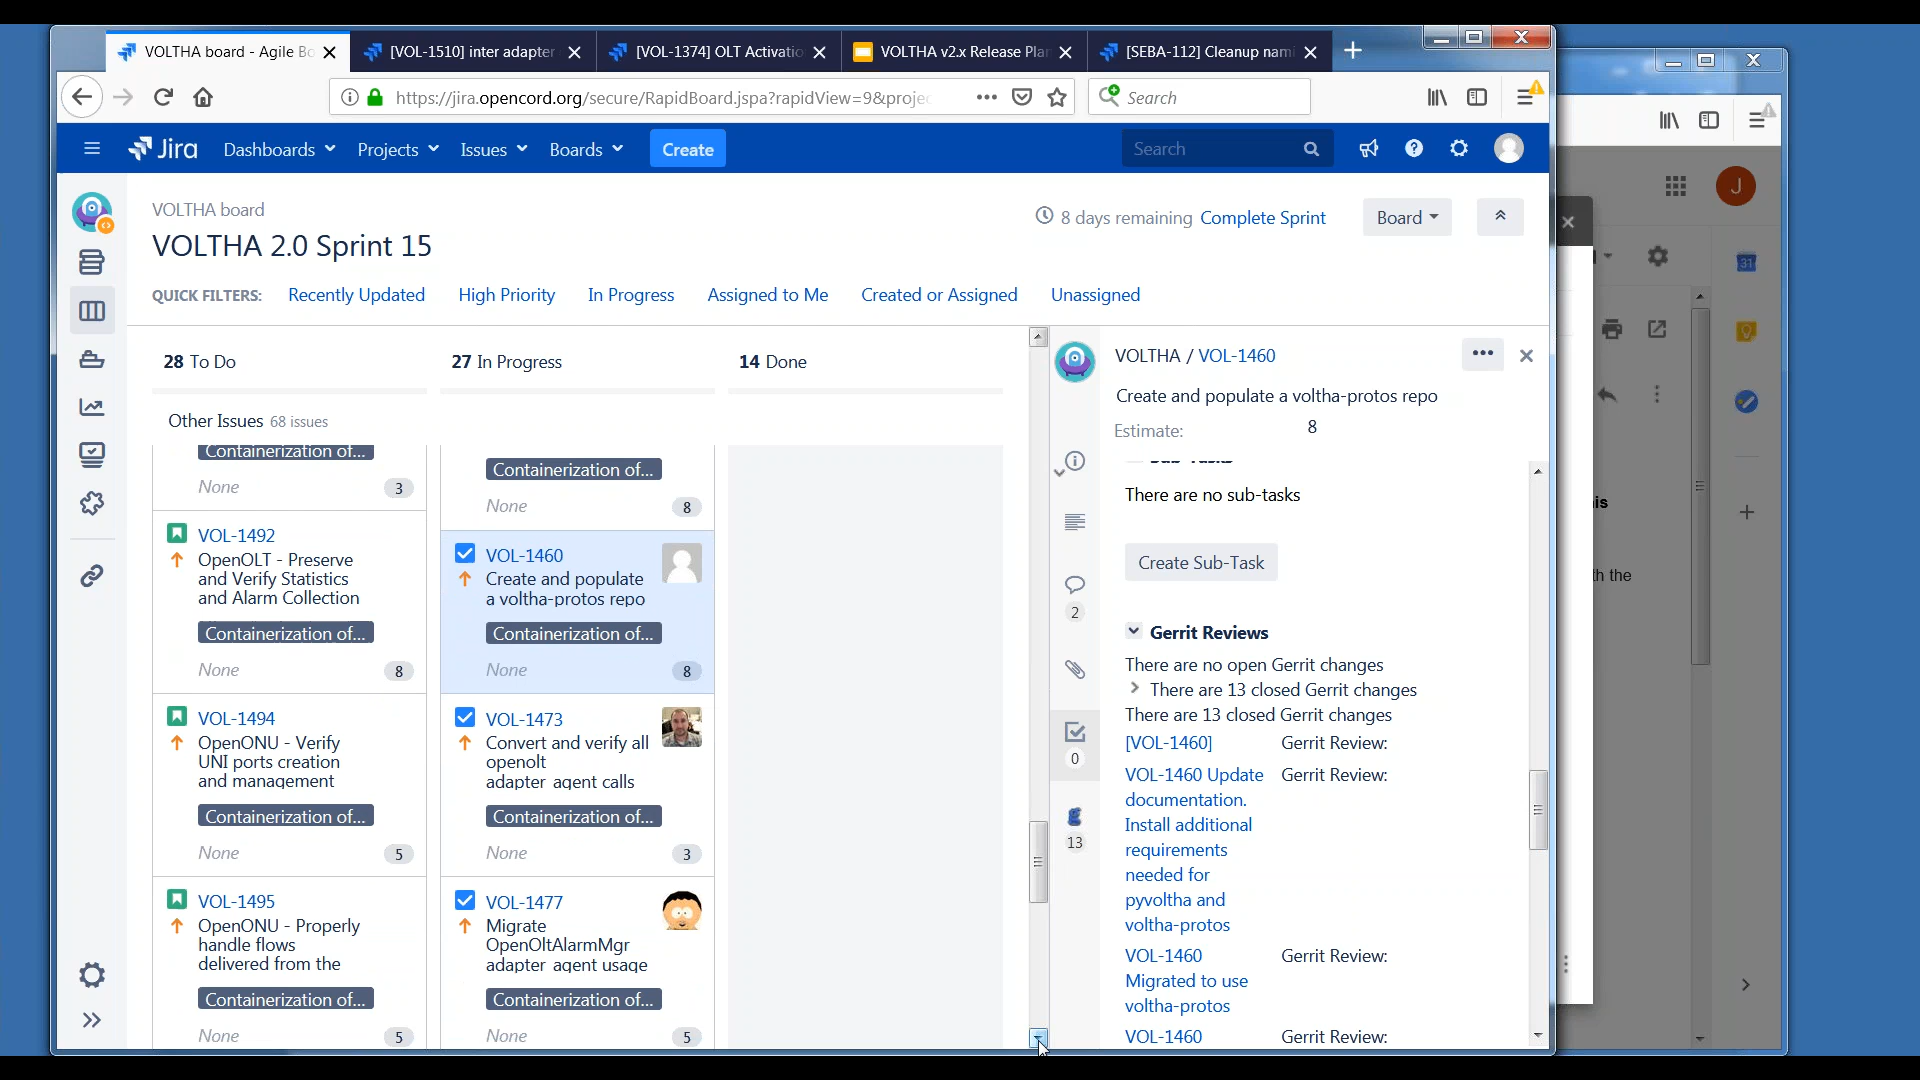 VOLTHA board - Agile Bo
[VOL-1510] inter adapter
[VOL-1374] OLT Activatio
VOLTHA v2.x Release Plan
[SEBA-112] Cleanup nami
https://jira.opencord.org/secure/RapidBoard.jspa?rapidView=9&projec
Search
Jira
Dashboards
Projects
Issues
Boards
Create
Search
J
31
VOLTHA board
VOLTHA 2.0 Sprint 15
8 days remaining
Complete Sprint
Board
QUICK FILTERS:
Recently Updated
High Priority
In Progress
Assigned to Me
Created or Assigned
Unassigned
28 To Do
27 In Progress
14 Done
Other Issues 68 issues
Containerization of...
None
3
VOL-1492
OpenOLT - Preserve
and Verify Statistics
and Alarm Collection
Containerization of...
None
8
VOL-1494
OpenONU - Verify
UNI ports creation
and management
Containerization of...
None
5
VOL-1495
OpenONU - Properly
handle flows
delivered from the
Containerization of...
None
5
Containerization of...
None
8
VOL-1460
Create and populate
a voltha-protos repo
Containerization of...
None
8
VOL-1473
Convert and verify all
openolt
adapter_agent calls
Containerization of...
None
3
VOL-1477
Migrate
OpenOltAlarmMgr
adapter_agent usage
Containerization of...
None
5
VOLTHA / VOL-1460
Create and populate a voltha-protos repo
Estimate:
8
Sub-Tasks
There are no sub-tasks
Create Sub-Task
2
0
13
Gerrit Reviews
There are no open Gerrit changes
There are 13 closed Gerrit changes
There are 13 closed Gerrit changes
[VOL-1460]
Gerrit Review:
VOL-1460 Update
documentation.
Install additional
requirements
needed for
pyvoltha and
voltha-protos
Gerrit Review:
VOL-1460
Migrated to use
voltha-protos
Gerrit Review:
VOL-1460
Gerrit Review:
is
th the